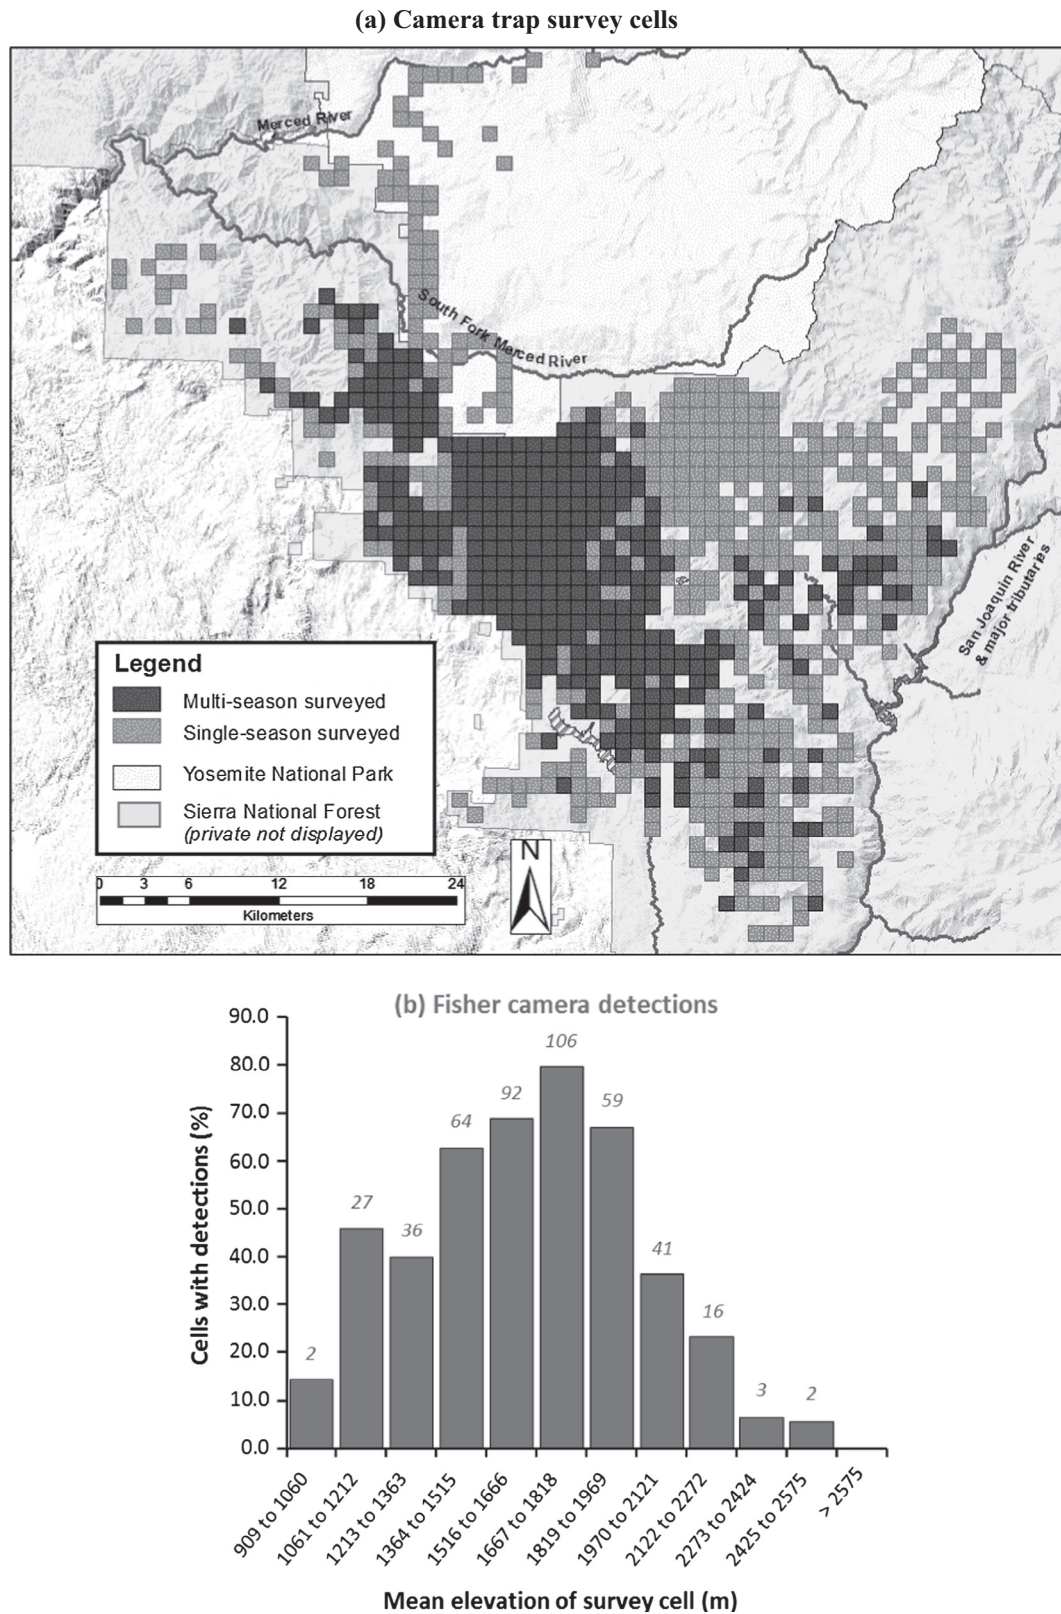 (a) Camera trap survey cells
Merced River
South Fork Merced River
San Joaquin River
& major tributaries
Legend
Multi-season surveyed
Single-season surveyed
Yosemite National Park
Sierra National Forest
(private not displayed)
N
0 3 6 12 18 24
Kilometers
(b) Fisher camera detections
Cells with detections (%)
90.0
80.0
70.0
60.0
50.0
40.0
30.0
20.0
10.0
0.0
2
27
36
64
92
106
59
41
16
3
2
909 to 1060
1061 to 1212
1213 to 1363
1364 to 1515
1516 to 1666
1667 to 1818
1819 to 1969
1970 to 2121
2122 to 2272
2273 to 2424
2425 to 2575
> 2575
Mean elevation of survey cell (m)